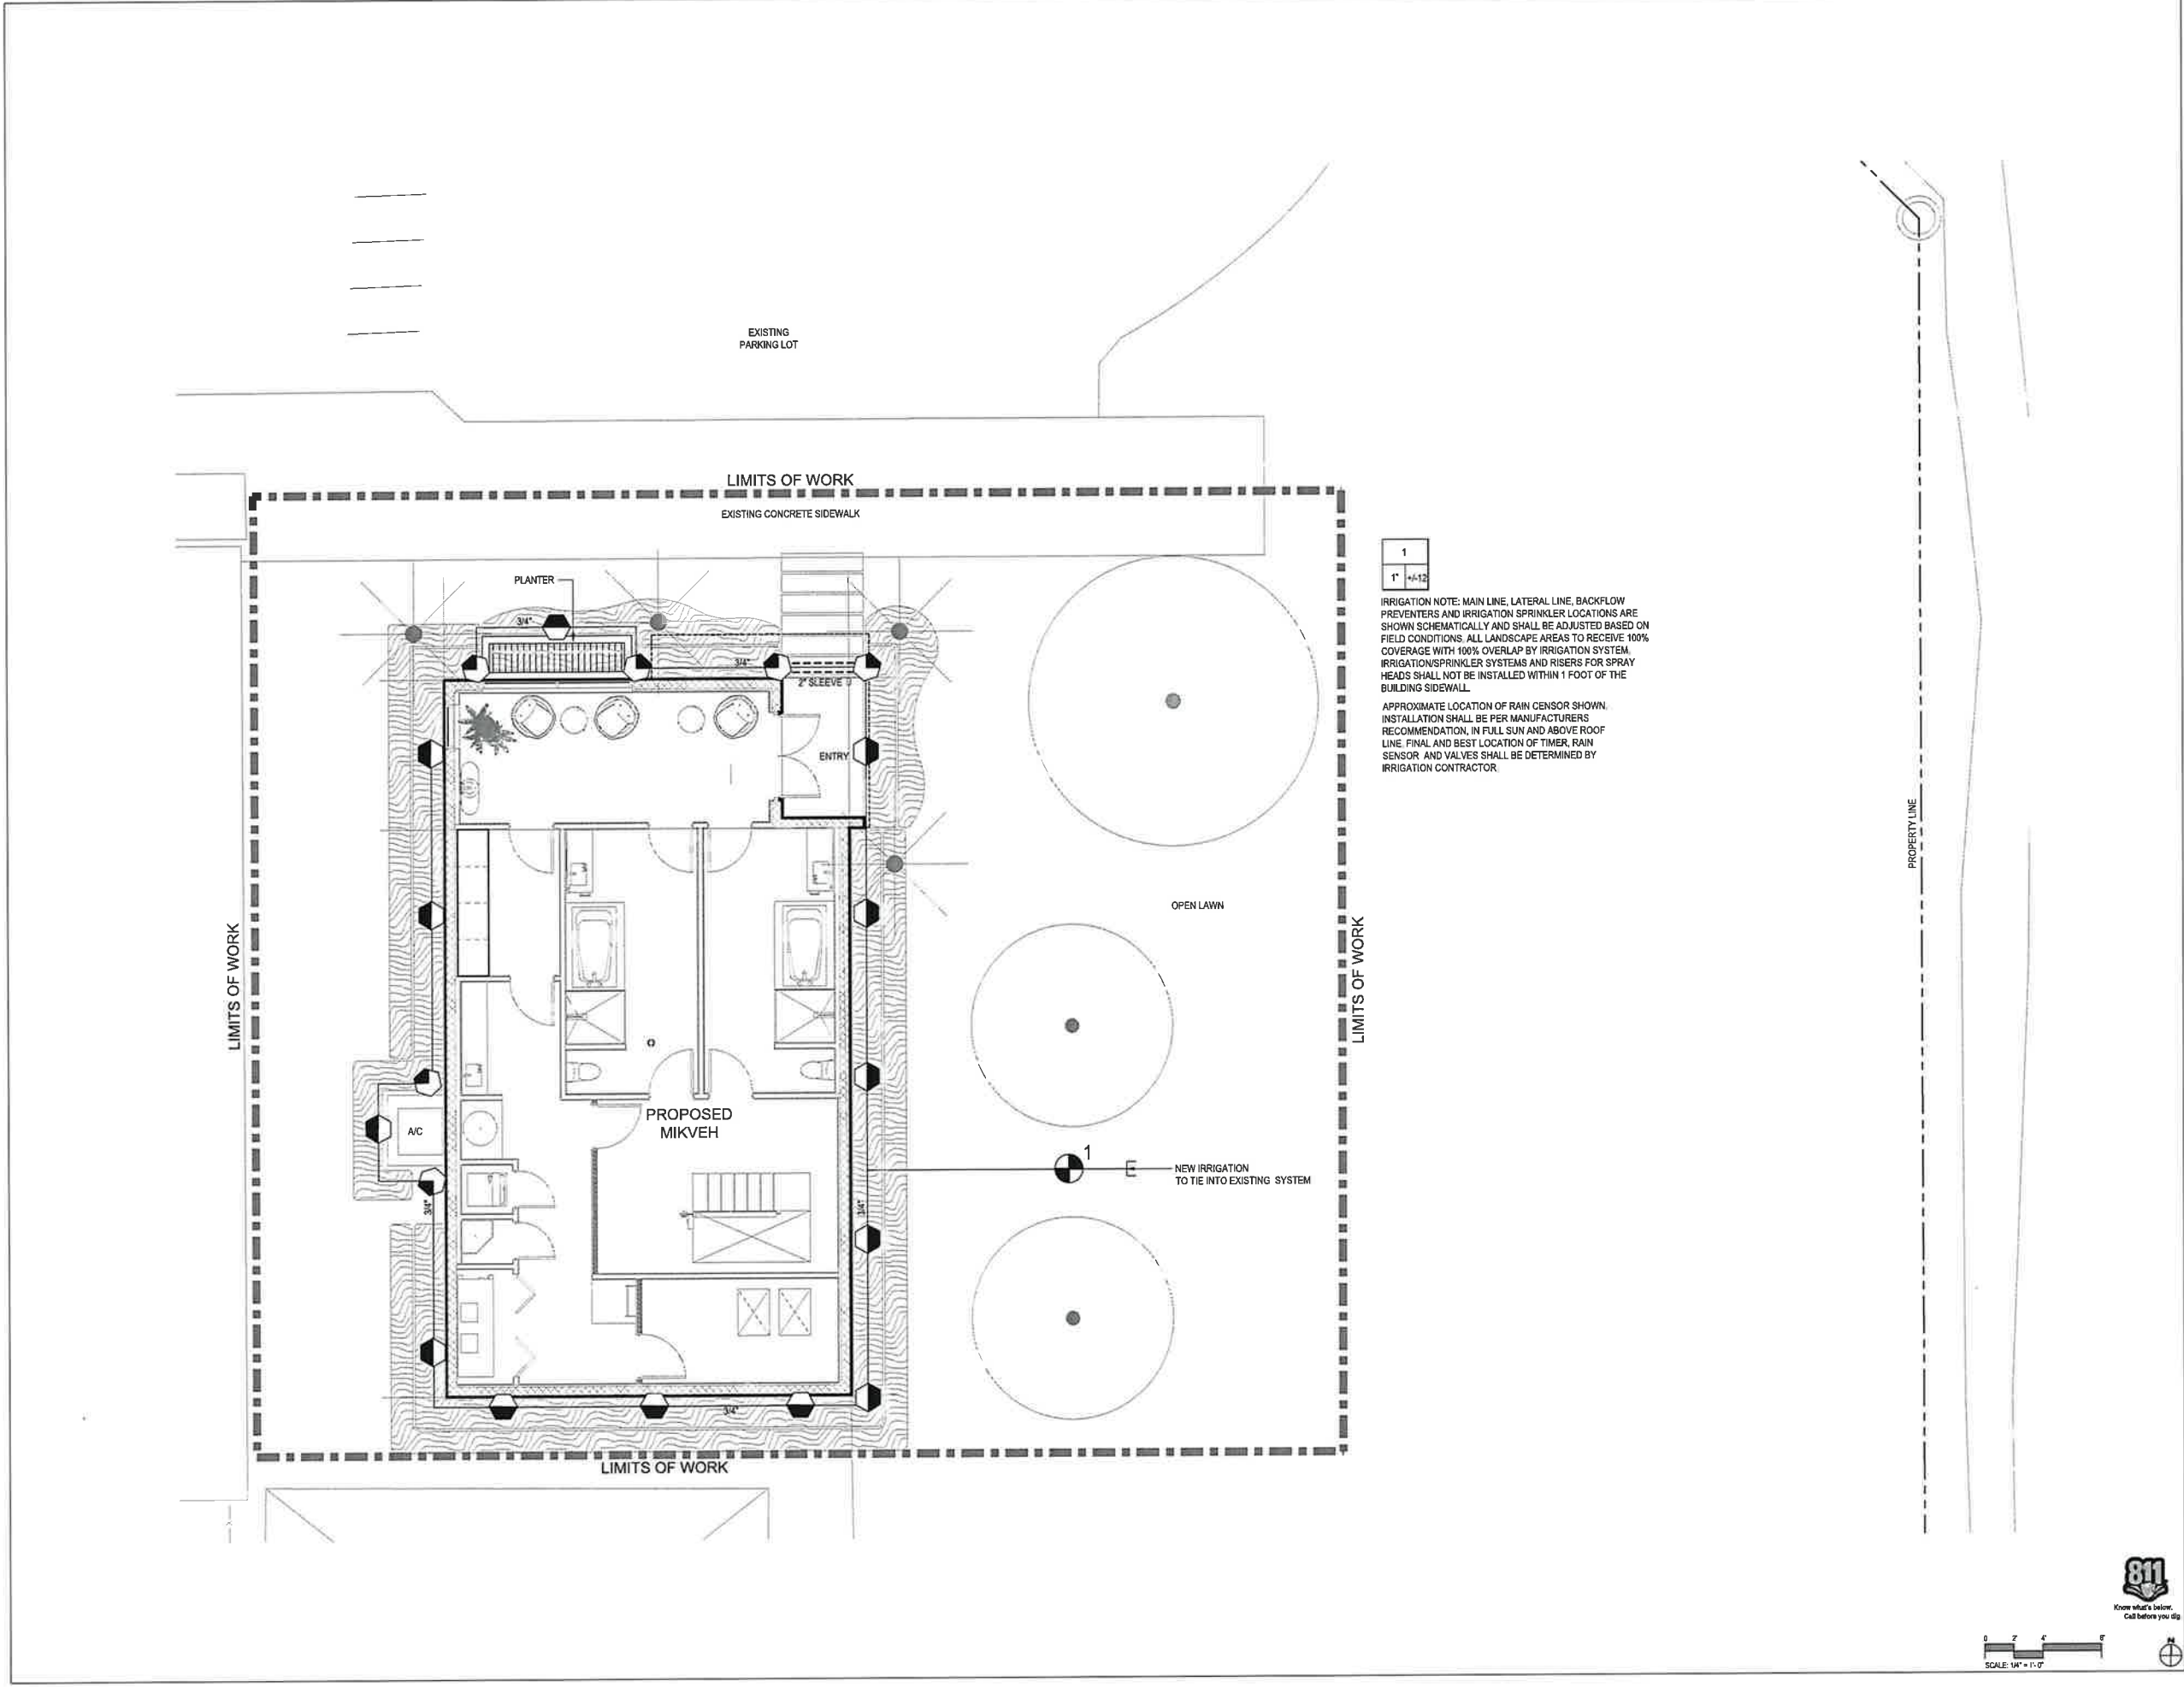 EXISTING
PARKING LOT
LIMITS OF WORK
EXISTING CONCRETE SIDEWALK
PLANTER
3/4"
3/4"
2" SLEEVE
ENTRY
1
1" +/-12
IRRIGATION NOTE: MAIN LINE, LATERAL LINE, BACKFLOW
PREVENTERS AND IRRIGATION SPRINKLER LOCATIONS ARE
SHOWN SCHEMATICALLY AND SHALL BE ADJUSTED BASED ON
FIELD CONDITIONS. ALL LANDSCAPE AREAS TO RECEIVE 100%
COVERAGE WITH 100% OVERLAP BY IRRIGATION SYSTEM.
IRRIGATION/SPRINKLER SYSTEMS AND RISERS FOR SPRAY
HEADS SHALL NOT BE INSTALLED WITHIN 1 FOOT OF THE
BUILDING SIDEWALL.
APPROXIMATE LOCATION OF RAIN CENSOR SHOWN.
INSTALLATION SHALL BE PER MANUFACTURERS
RECOMMENDATION, IN FULL SUN AND ABOVE ROOF
LINE. FINAL AND BEST LOCATION OF TIMER, RAIN
SENSOR AND VALVES SHALL BE DETERMINED BY
IRRIGATION CONTRACTOR.
PROPERTY LINE
OPEN LAWN
LIMITS OF WORK
LIMITS OF WORK
PROPOSED
MIKVEH
A/C
1
E
NEW IRRIGATION
TO TIE INTO EXISTING SYSTEM
3/4"
3/4"
3/4"
LIMITS OF WORK
811
Know what's below.
Call before you dig
0 2' 4' 8'
SCALE: 1/4" = 1'- 0"
N